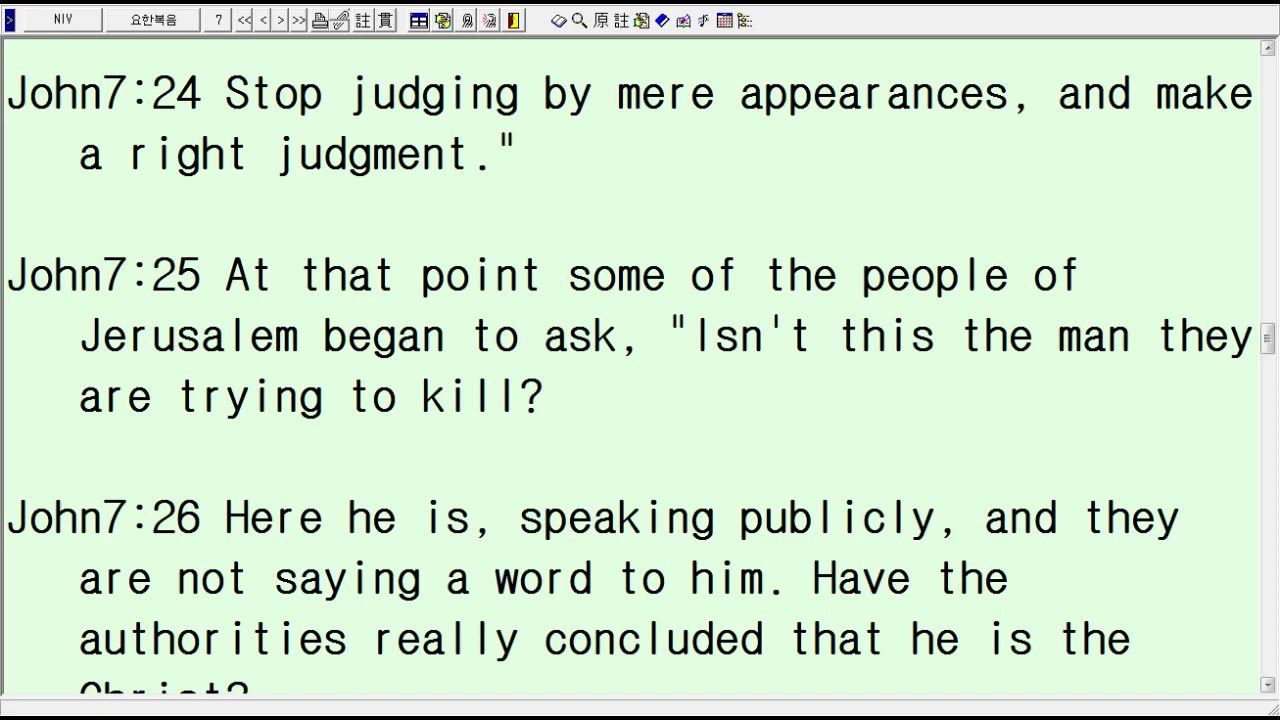 > NIV 요한복음 7 << < > >> 註 貫 原 註
John7:24 Stop judging by mere appearances, and make
a right judgment."
John7:25 At that point some of the people of
Jerusalem began to ask, "Isn't this the man they
are trying to kill?
John7:26 Here he is, speaking publicly, and they
are not saying a word to him. Have the
authorities really concluded that he is the
Christ?